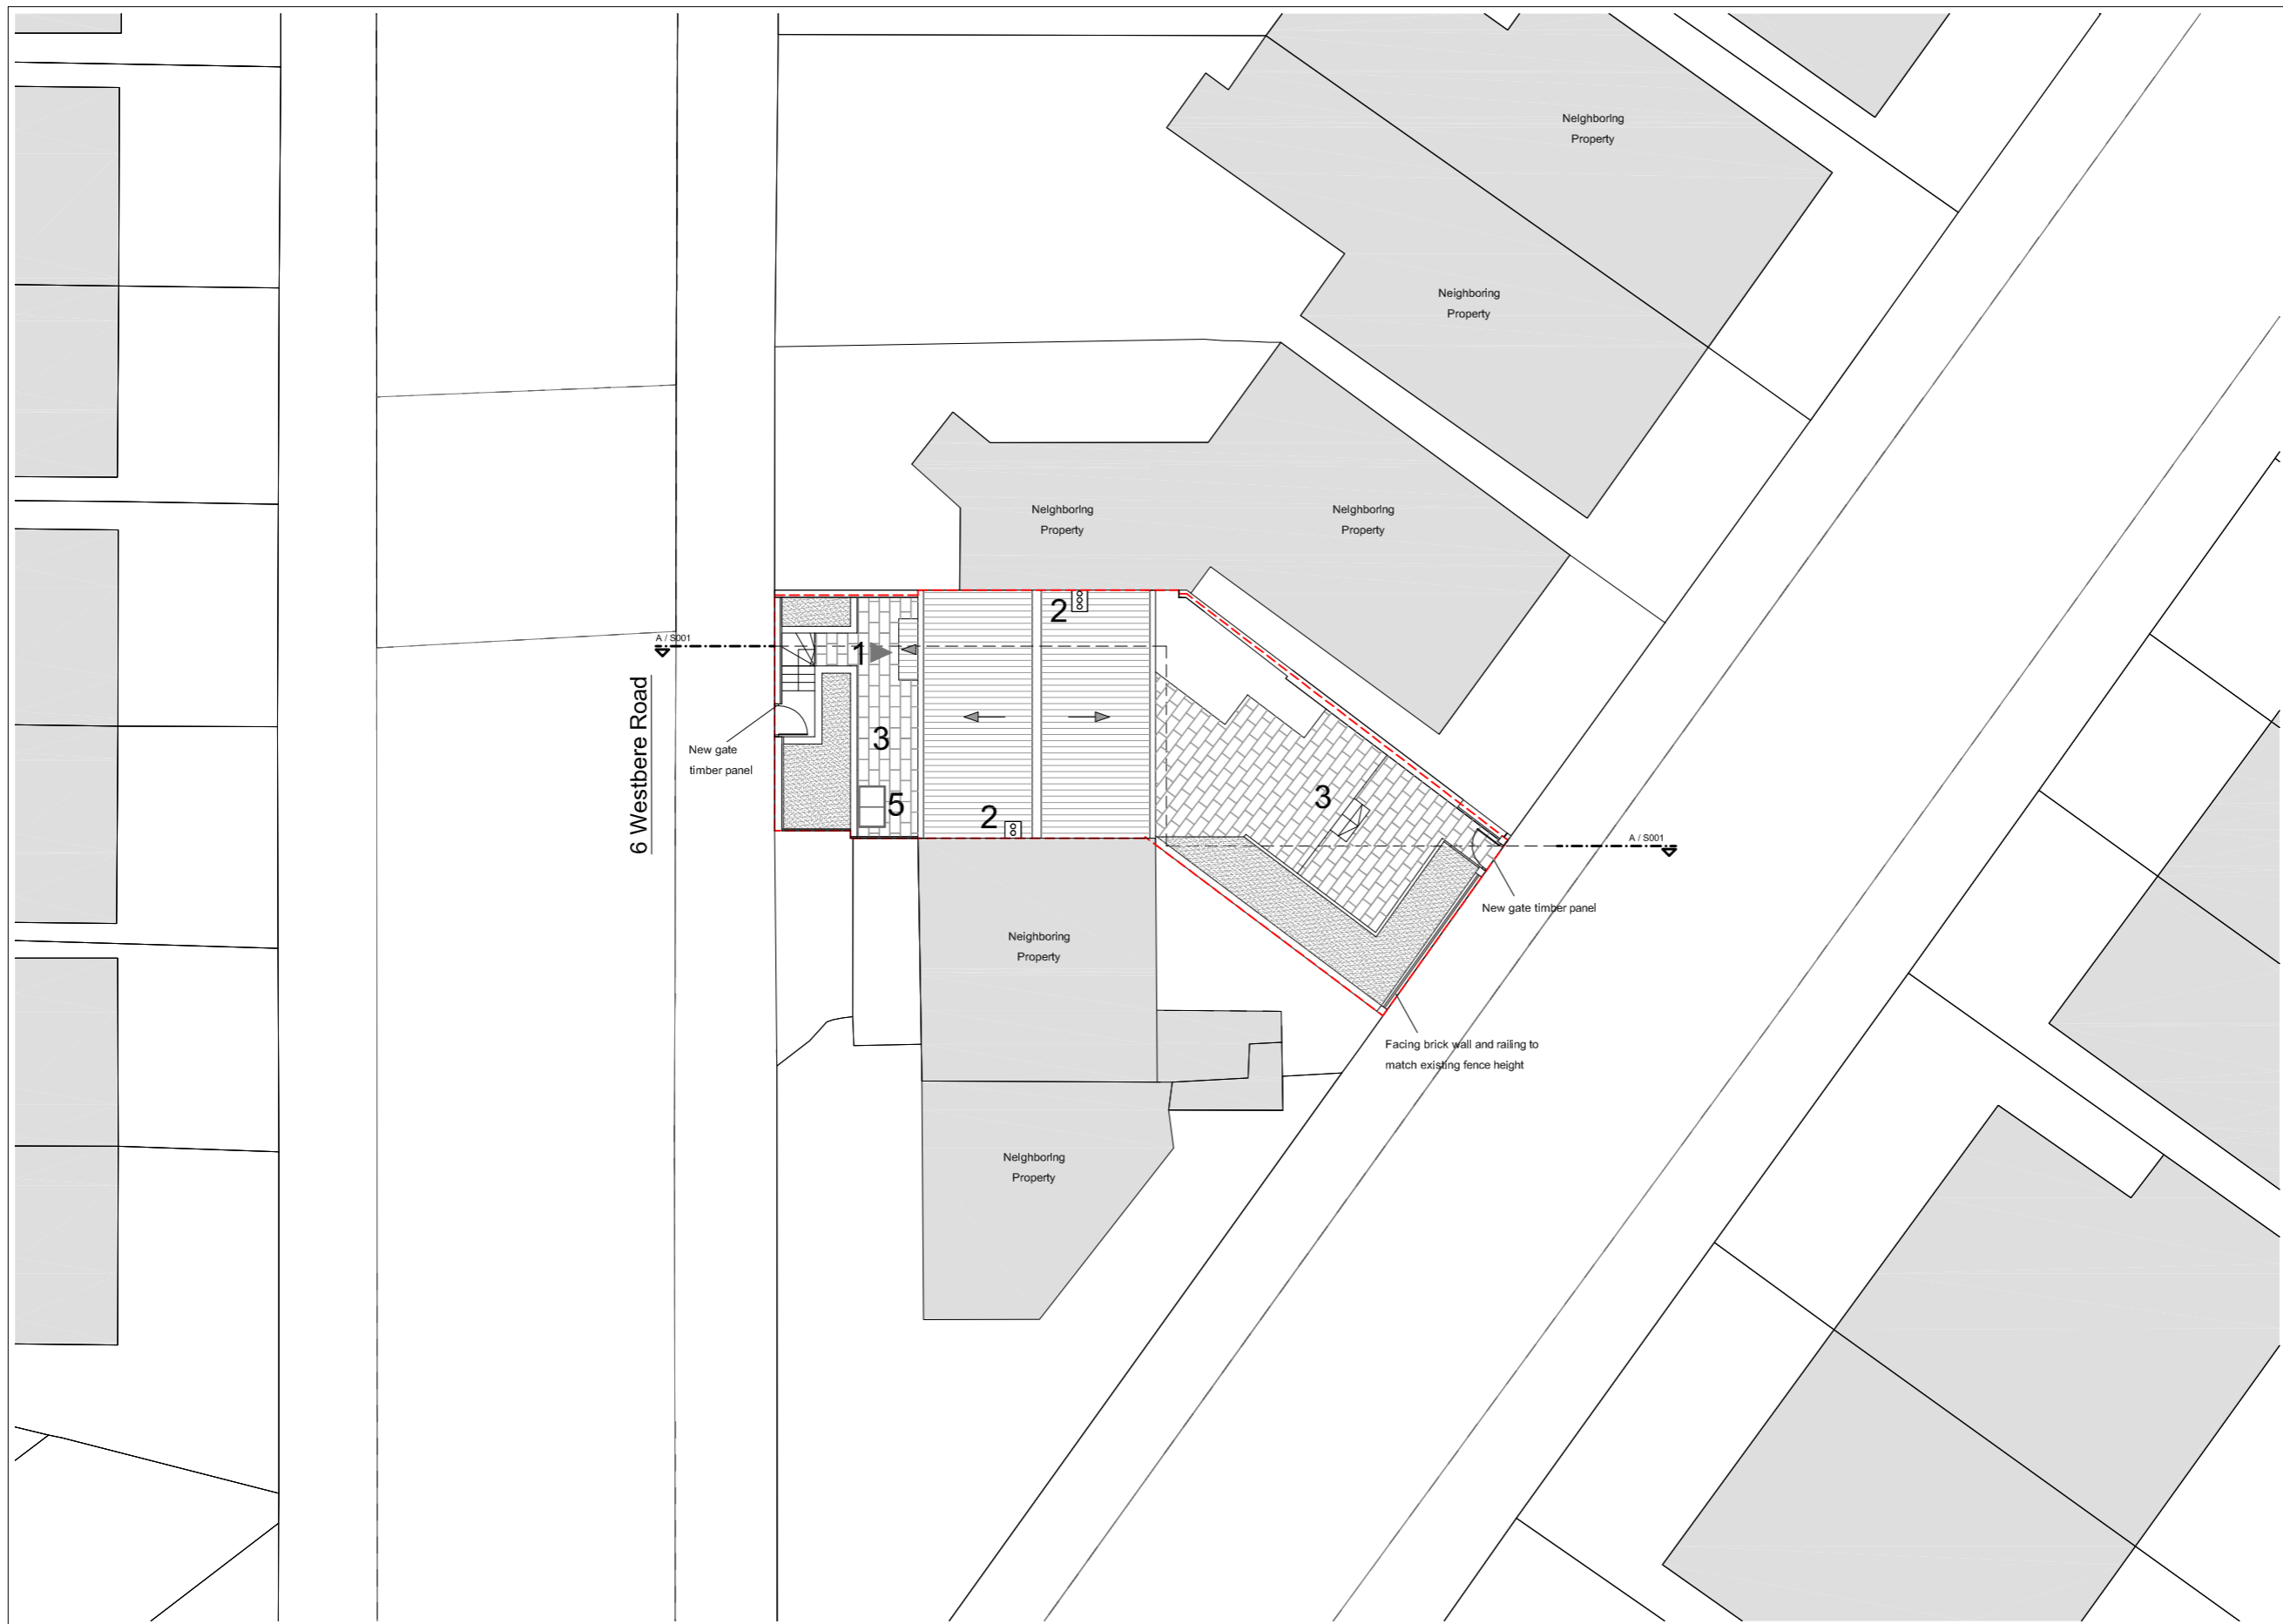 Neighboring
Property
Neighboring
Property
Neighboring
Property
Neighboring
Property
2
A / S001
1
6 Westbere Road
New gate
timber panel
3
5
2
3
A / S001
New gate timber panel
Neighboring
Property
Facing brick wall and railing to
match existing fence height
Neighboring
Property